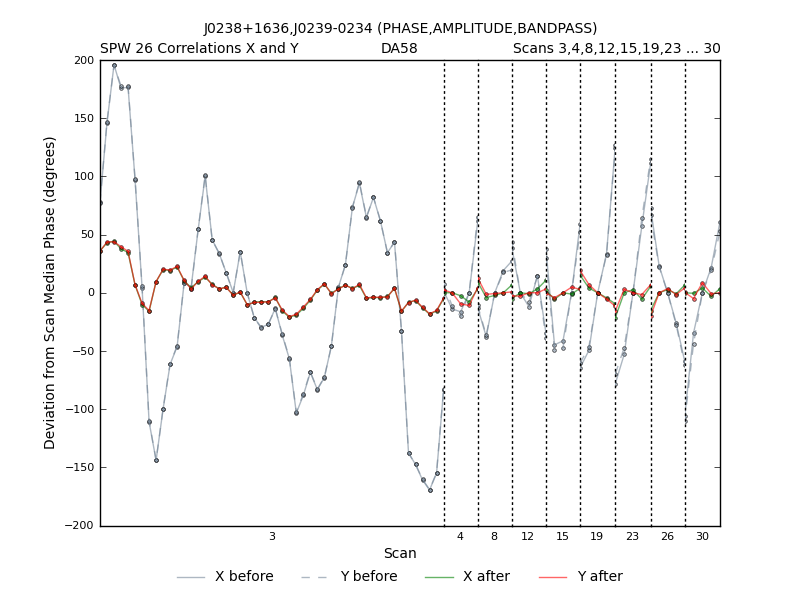 J0238+1636,J0239-0234 (PHASE,AMPLITUDE,BANDPASS)
SPW 26 Correlations X and Y DA58 Scans 3,4,8,12,15,19,23 ... 30
200
150
100
50
0
−50
−100
−150
−200
Deviation from Scan Median Phase (degrees)
3 4 8 12 15 19 23 26 30
Scan
X before Y before X after Y after